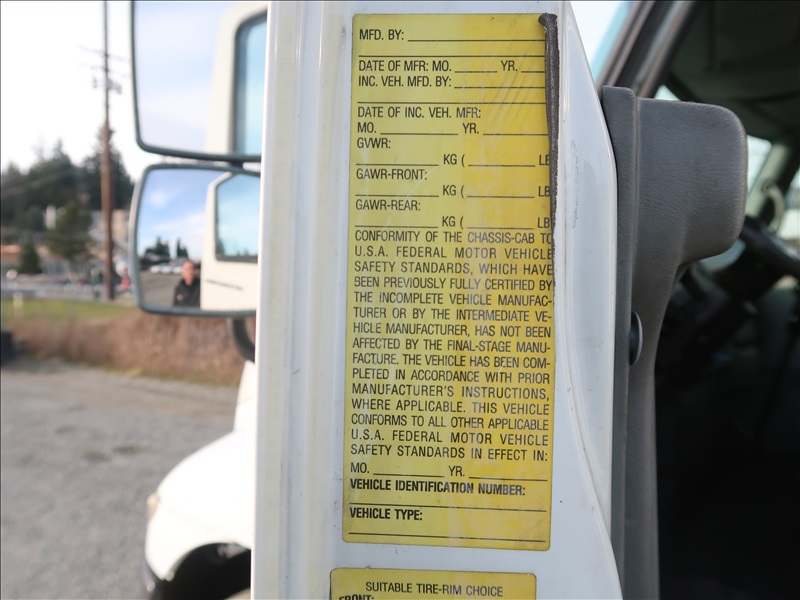 MFD. BY:
DATE OF MFR: MO. YR.
INC. VEH. MFD. BY:
DATE OF INC. VEH. MFR:
MO. YR.
GVWR:
KG ( LB
GAWR-FRONT:
KG ( LB
GAWR-REAR:
KG ( LB
CONFORMITY OF THE CHASSIS-CAB TO
U.S.A. FEDERAL MOTOR VEHICLE
SAFETY STANDARDS, WHICH HAVE
BEEN PREVIOUSLY FULLY CERTIFIED BY
THE INCOMPLETE VEHICLE MANUFAC-
TURER OR BY THE INTERMEDIATE VE-
HICLE MANUFACTURER, HAS NOT BEEN
AFFECTED BY THE FINAL-STAGE MANU-
FACTURE. THE VEHICLE HAS BEEN COM-
PLETED IN ACCORDANCE WITH PRIOR
MANUFACTURER'S INSTRUCTIONS,
WHERE APPLICABLE. THIS VEHICLE
CONFORMS TO ALL OTHER APPLICABLE
U.S.A. FEDERAL MOTOR VEHICLE
SAFETY STANDARDS IN EFFECT IN:
MO. YR.
VEHICLE IDENTIFICATION NUMBER:
VEHICLE TYPE:
SUITABLE TIRE-RIM CHOICE
FRONT: